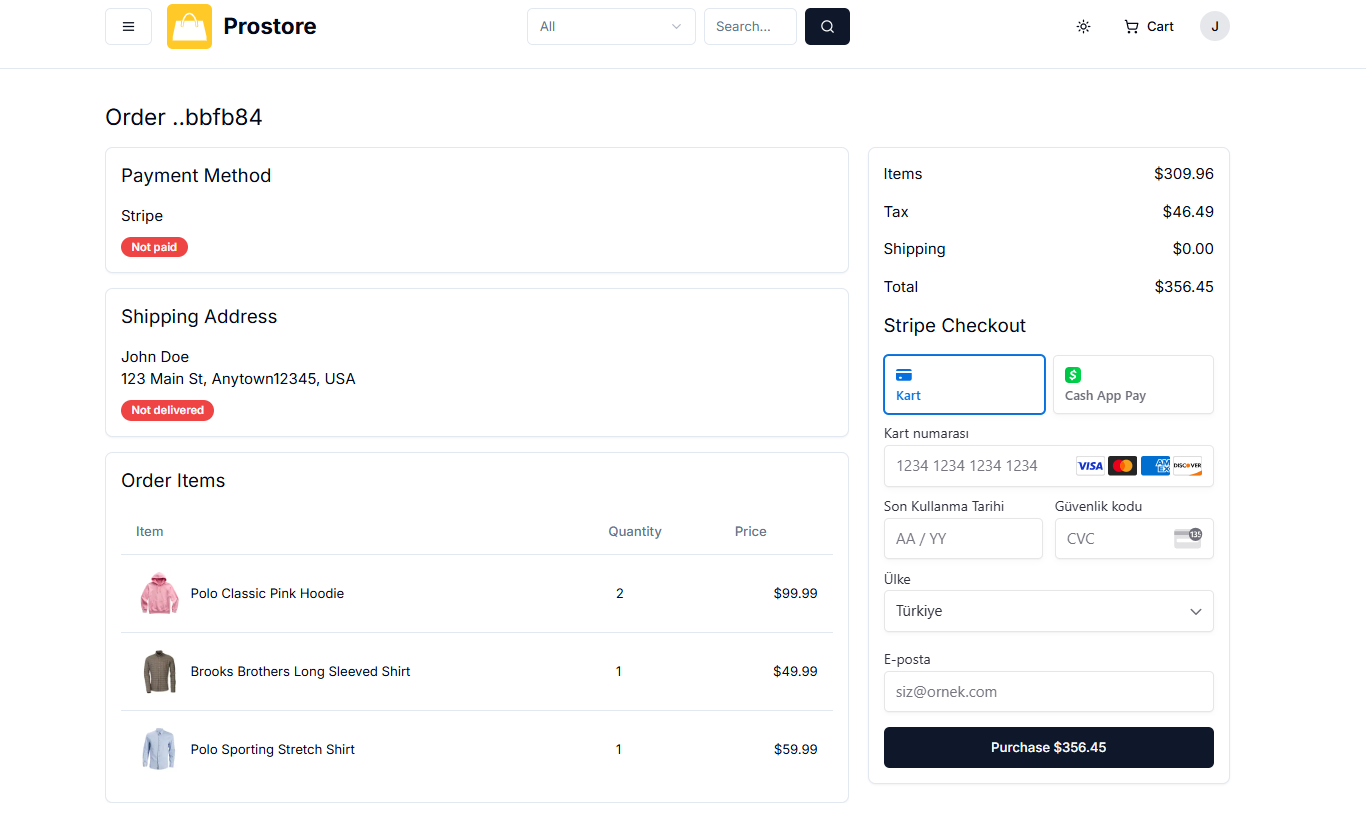 Prostore
All
Search...
Cart
J
Order ..bbfb84
Payment Method
Stripe
Not paid
Shipping Address
John Doe
123 Main St, Anytown12345, USA
Not delivered
Order Items
Item Quantity Price
Polo Classic Pink Hoodie 2 $99.99
Brooks Brothers Long Sleeved Shirt 1 $49.99
Polo Sporting Stretch Shirt 1 $59.99
Items $309.96
Tax $46.49
Shipping $0.00
Total $356.45
Stripe Checkout
Kart
$
Cash App Pay
Kart numarası
1234 1234 1234 1234 VISA AMEX DISCOVER
Son Kullanma Tarihi Güvenlik kodu
AA / YY CVC 135
Ülke
Türkiye
E-posta
siz@ornek.com
Purchase $356.45